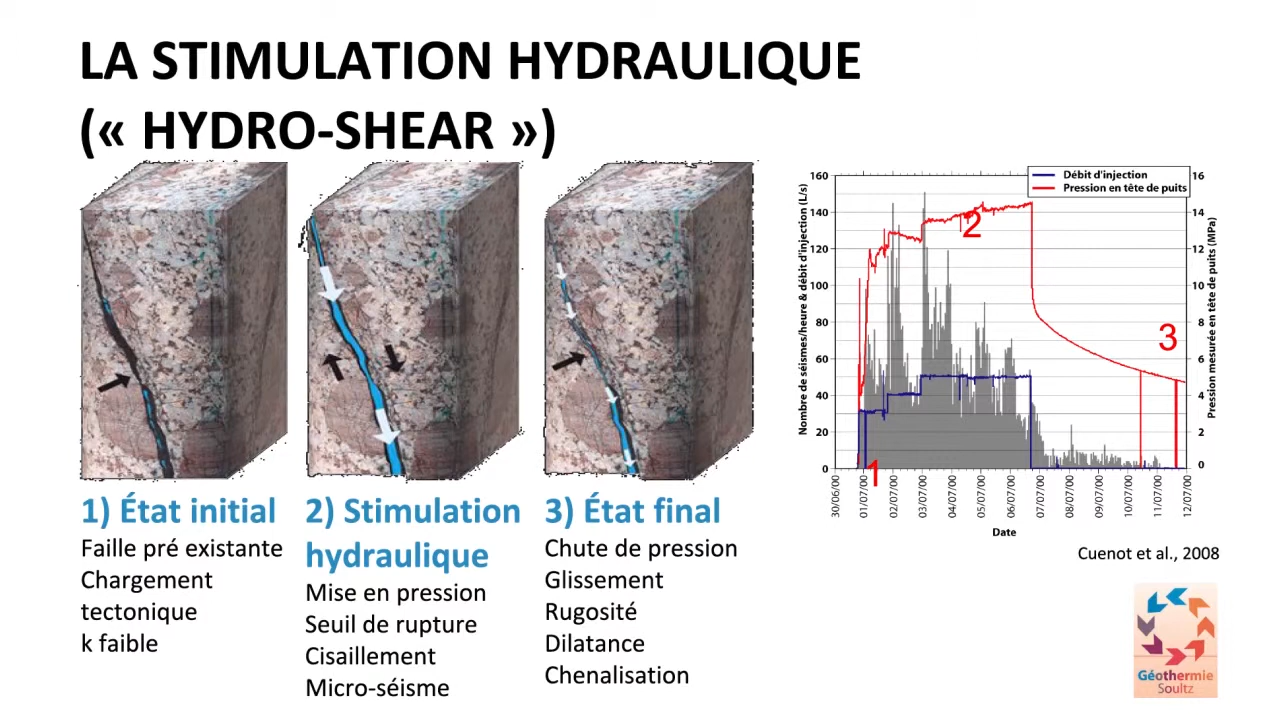 LA STIMULATION HYDRAULIQUE
(« HYDRO-SHEAR »)
1) État initial
Faille pré existante
Chargement
tectonique
k faible
2) Stimulation
hydraulique
Mise en pression
Seuil de rupture
Cisaillement
Micro-séisme
3) État final
Chute de pression
Glissement
Rugosité
Dilatance
Chenalisation
Débit d'injection
Pression en tête de puits
Nombre de séismes/heure & débit d'injection (L/s)
160
140
120
100
80
60
40
20
0
16
14
12
10
8
6
4
2
0
Pression mesurée en tête de puits (MPa)
1
2
3
30/06/00
01/07/00
02/07/00
03/07/00
04/07/00
05/07/00
06/07/00
07/07/00
08/07/00
09/07/00
10/07/00
11/07/00
12/07/00
Date
Cuenot et al., 2008
Géothermie
Soultz